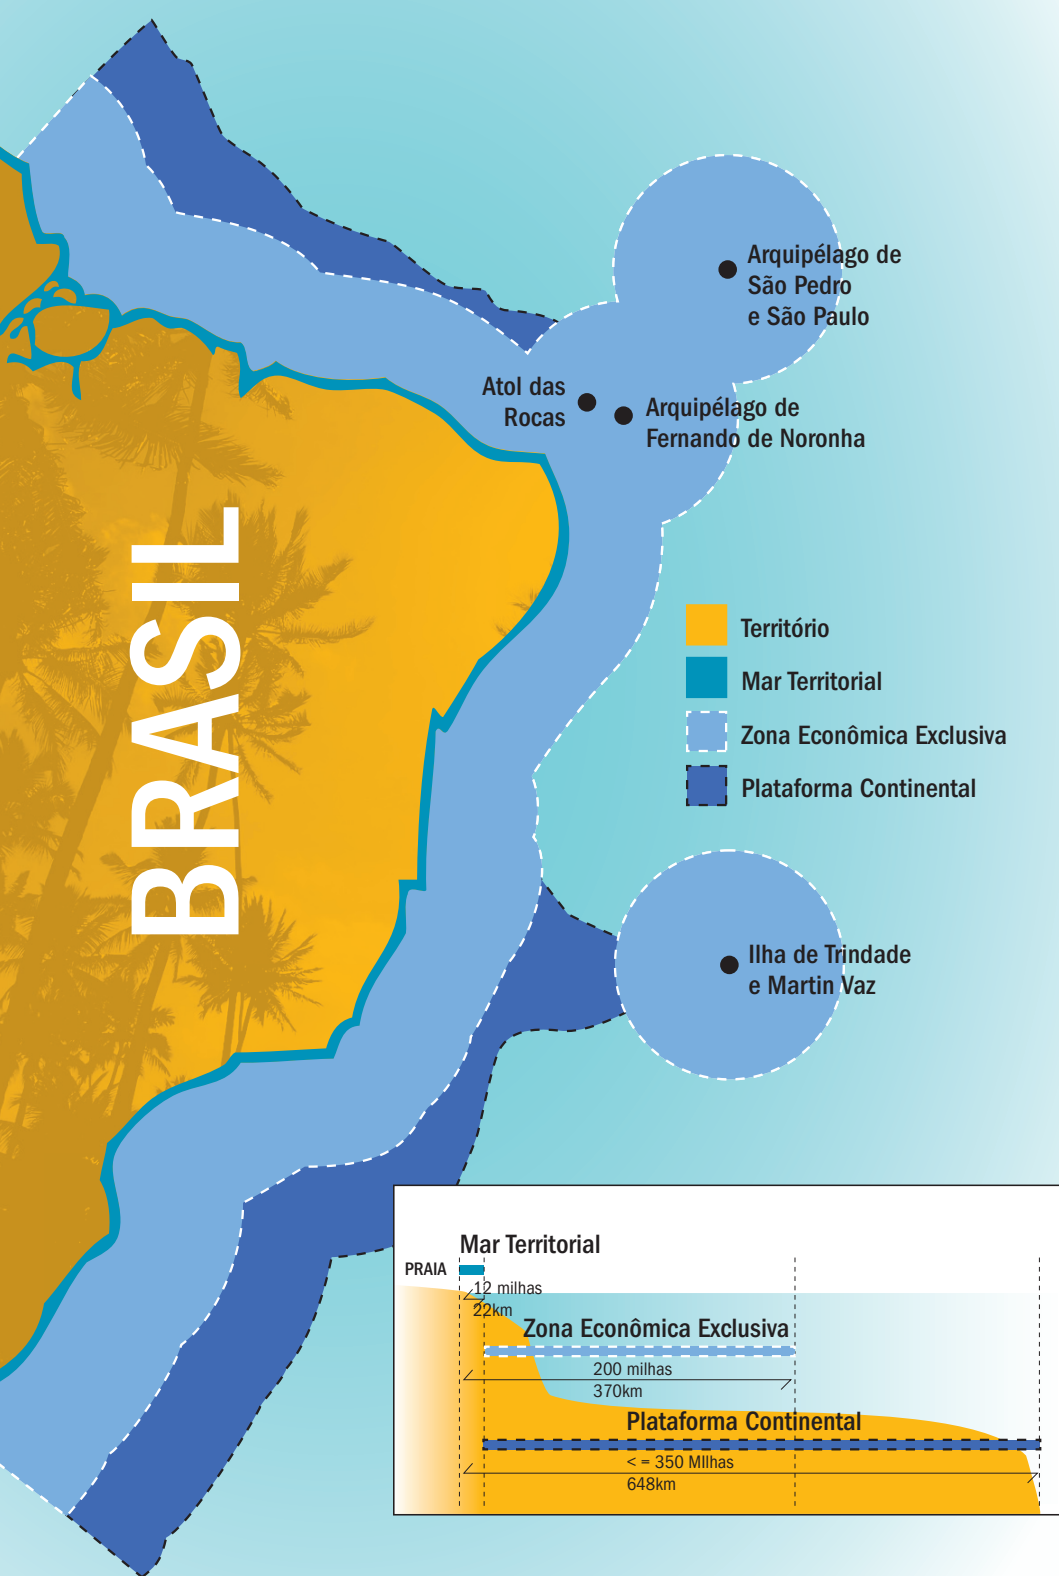 Arquipélago de
São Pedro
e São Paulo
Atol das
Rocas
Arquipélago de
Fernando de Noronha
BRASIL
Território
Mar Territorial
Zona Econômica Exclusiva
Plataforma Continental
Ilha de Trindade
e Martin Vaz
Mar Territorial
PRAIA
12 milhas
22km
Zona Econômica Exclusiva
200 milhas
370km
Plataforma Continental
< = 350 MIlhas
648km